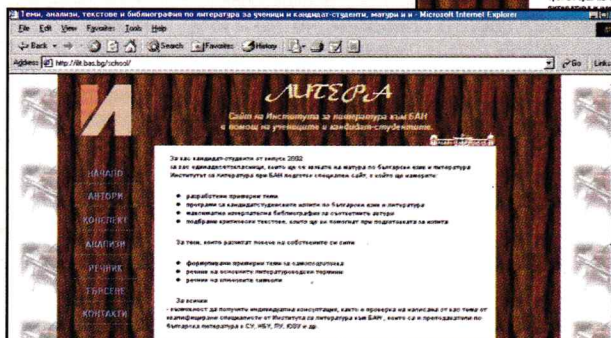 Теми, анализи, текстове и библиография по литература за ученици и кандидат-студенти, матури и и - Microsoft Internet Explorer
File Edit View Favorites Tools Help
Back Search Favorites History
Address http://ilit.bas.bg/school/ Go Links
ЛИТЕРА
Сайт на Института за литература към БАН
в помощ на учениците и кандидат-студентите.
НАЧАЛО
АВТОРИ
КОНСПЕКТ
АНАЛИЗИ
РЕЧНИК
ТЪРСЕНЕ
КОНТАКТИ
За вас кандидат-студенти от випуск 2002
за вас единадесетокласници, които ще се явявате на матура по български език и литература
Институтът за литература при БАН подготви специален сайт, в който ще намерите:
разработени примерни теми
програми за кандидатстудентските изпити по български език и литература
максимално изчерпателна библиография за съответните автори
подбрани критически текстове, които ще ви помогнат при подготовката за изпита
За тези, които разчитат повече на собствените си сили
формулирани примерни теми за самоподготовка
речник на основните литературоведски термини
речник на ключовите символи
За всички
- възможност да получите индивидуална консултация, както и проверка на написана от вас тема от
квалифицирани специалисти от Института за литература към БАН, които са и преподаватели по
българска литература в СУ, НБУ, ПУ, ЮЗУ и др.